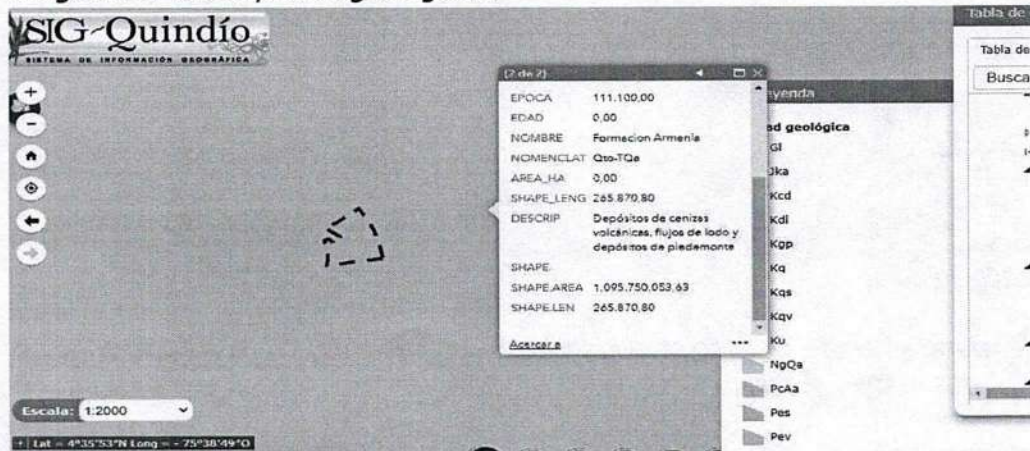 SIG-Quindío
SISTEMA DE INFORMACIÓN GEOGRÁFICA
(2 de 2)
EPOCA 111.100,00
EDAD 0,00
NOMBRE Formacion Armenia
NOMENCLAT Qto-TQa
AREA_HA 0,00
SHAPE_LENG 265.870,80
DESCRIP Depósitos de cenizas
volcánicas, flujos de lodo y
depósitos de piedemonte
SHAPE
SHAPE.AREA 1,095.750.053,63
SHAPE.LEN 265.870,80
Acercar a
yenda
ad geológica
Gl
Jka
Kcd
Kdl
Kgp
Kq
Kqs
Kqv
Ku
NgQa
PcAa
Pes
Pev
Tabla de
Tabla de
Busca
Escala: 1:2000
Lat = 4°35'53"N Long = - 75°38'49"O